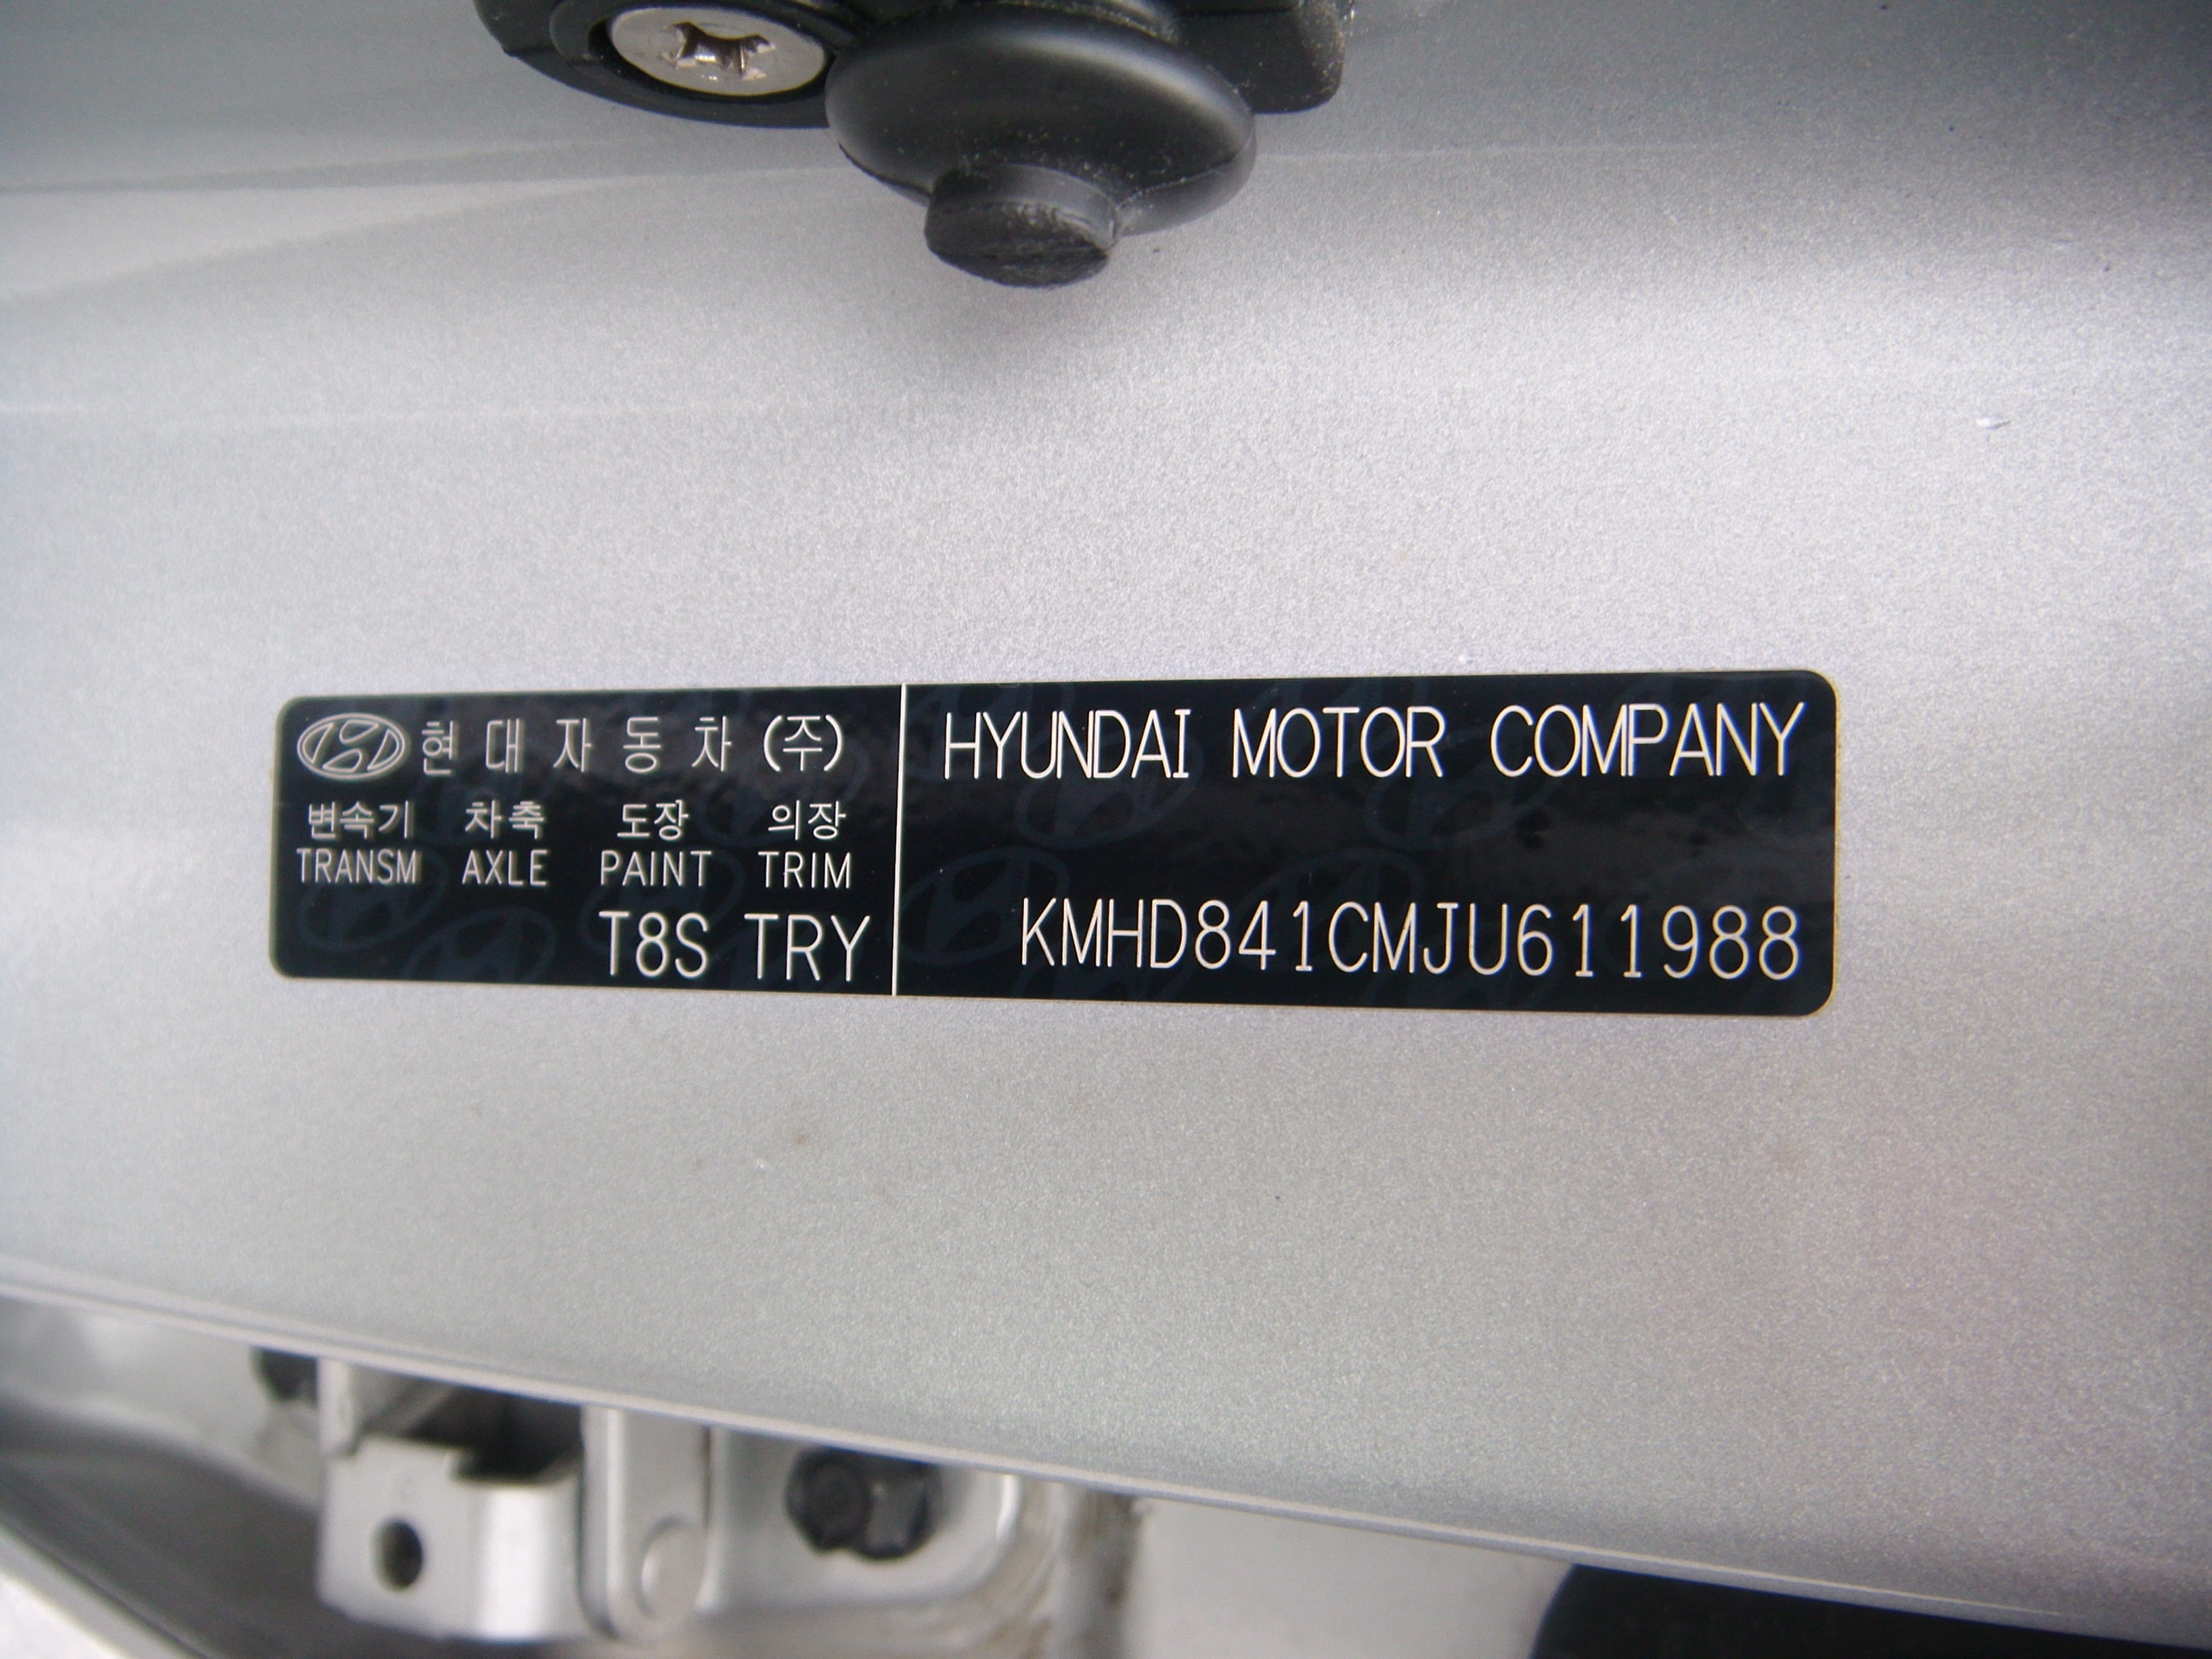 현대자동차(주)
변속기 차축 도장 의장
TRANSM AXLE PAINT TRIM
T8S TRY
HYUNDAI MOTOR COMPANY
KMHD841CMJU611988